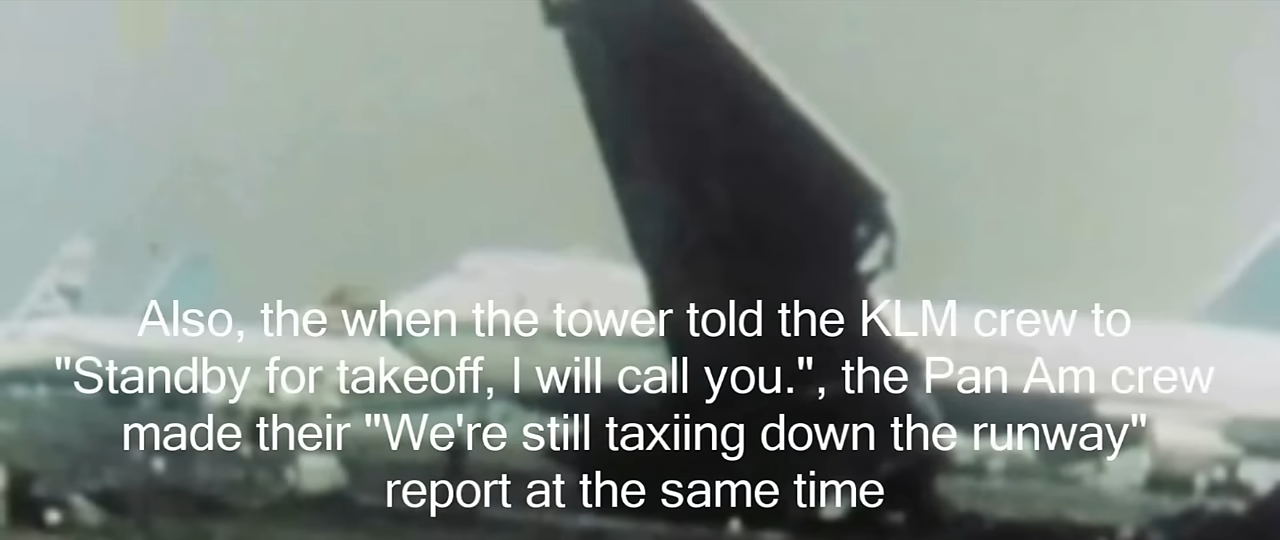 Also, the when the tower told the KLM crew to
"Standby for takeoff, I will call you.", the Pan Am crew
made their "We're still taxiing down the runway"
report at the same time